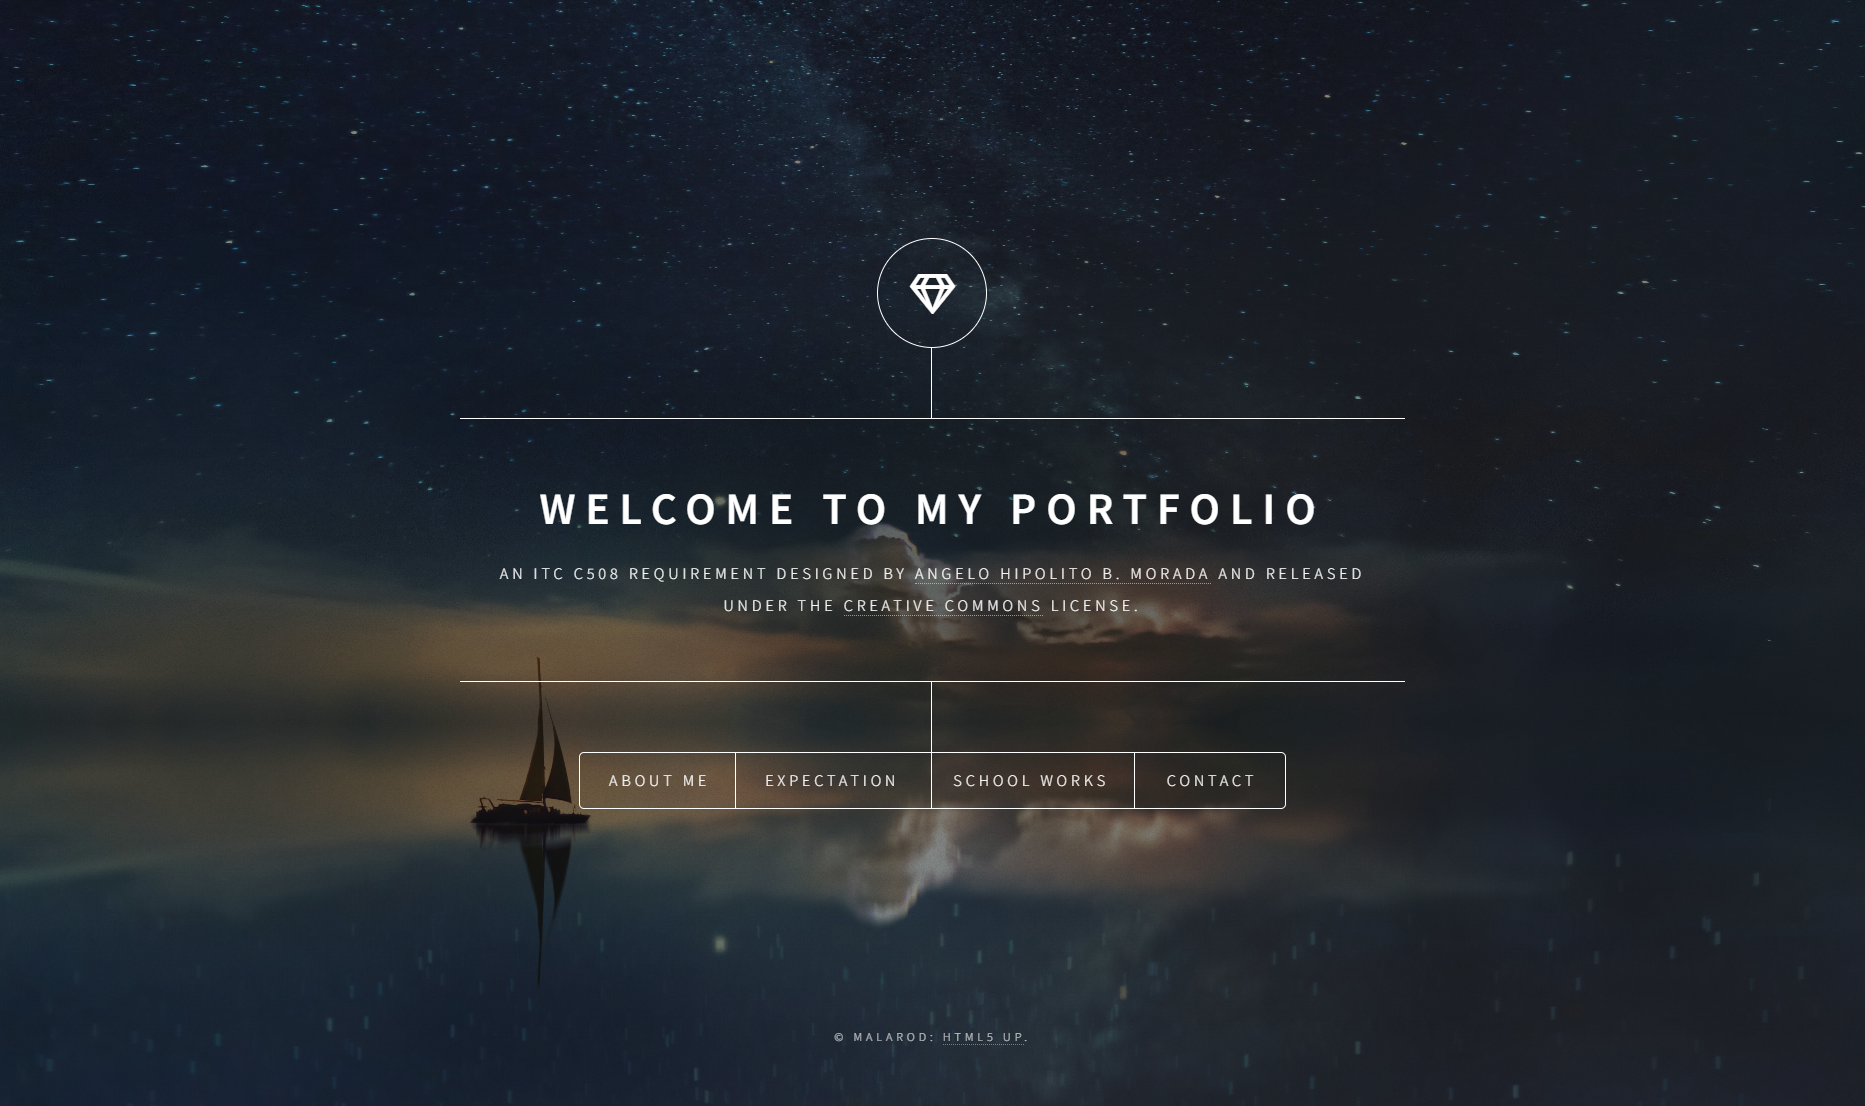 WELCOME TO MY PORTFOLIO
AN ITC C508 REQUIREMENT DESIGNED BY ANGELO HIPOLITO B. MORADA AND RELEASED
UNDER THE CREATIVE COMMONS LICENSE.
ABOUT ME
EXPECTATION
SCHOOL WORKS
CONTACT
© MALAROD: HTML5 UP.